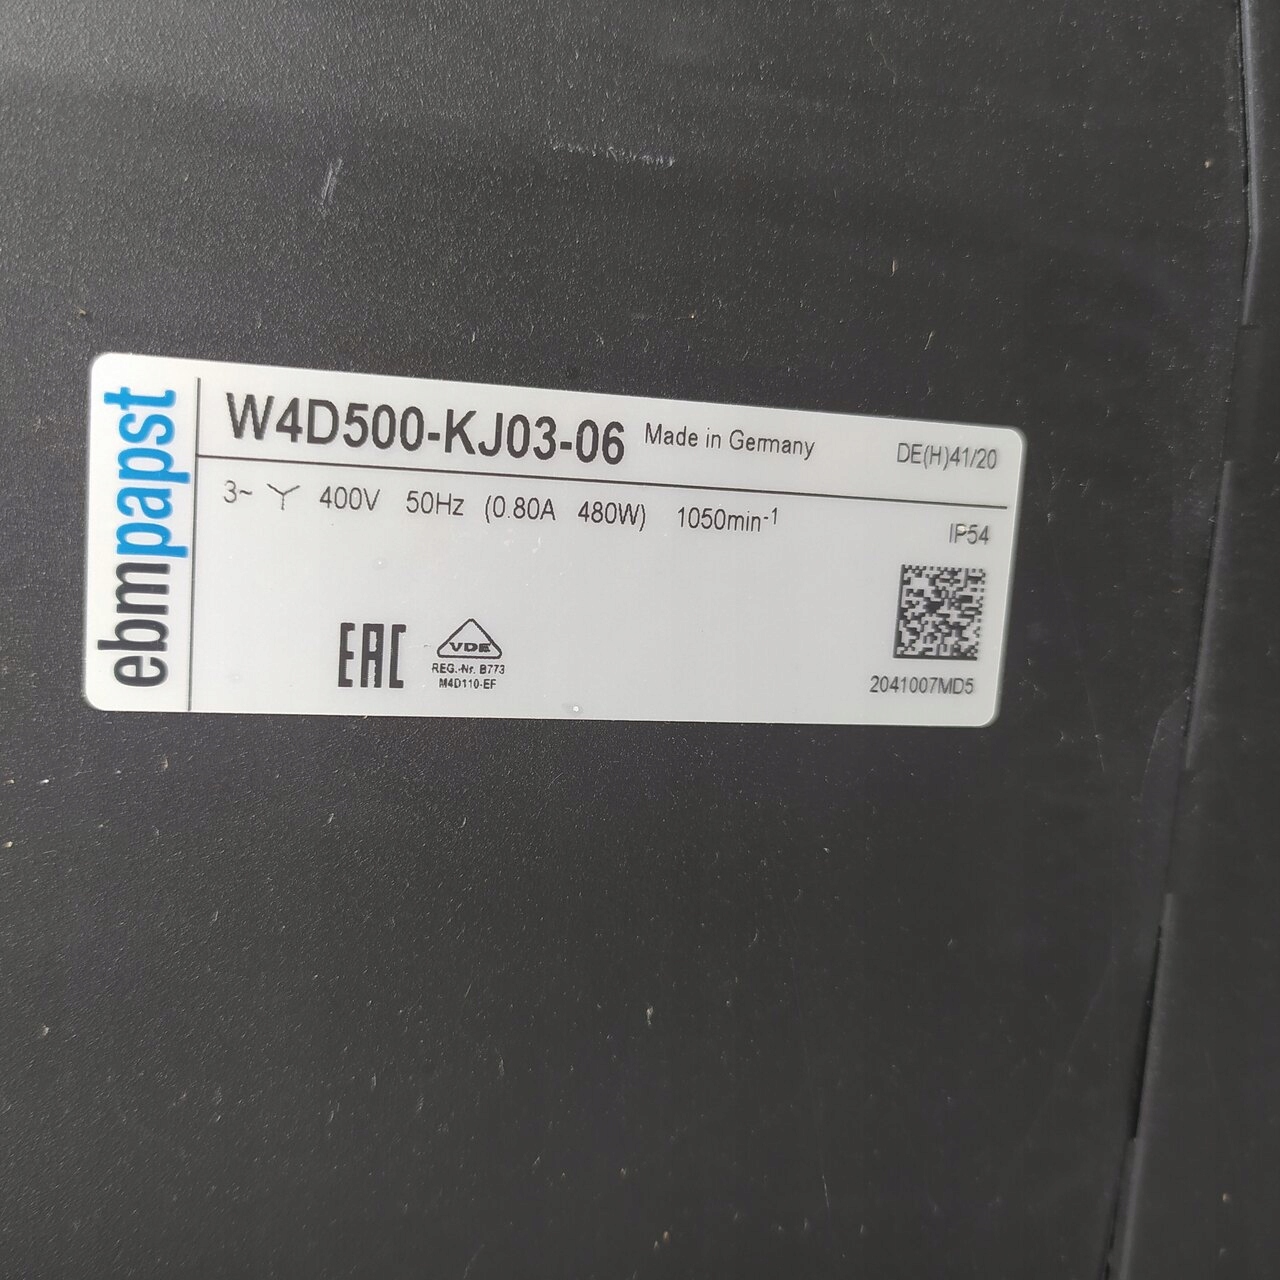 ebmpapst
W4D500-KJ03-06 Made in Germany DE(H)41/20
3~ 400V 50Hz (0.80A 480W) 1050min-1
IP54
EAC
VDE
REG.-Nr. B773
M4D110-EF
2041007MD5